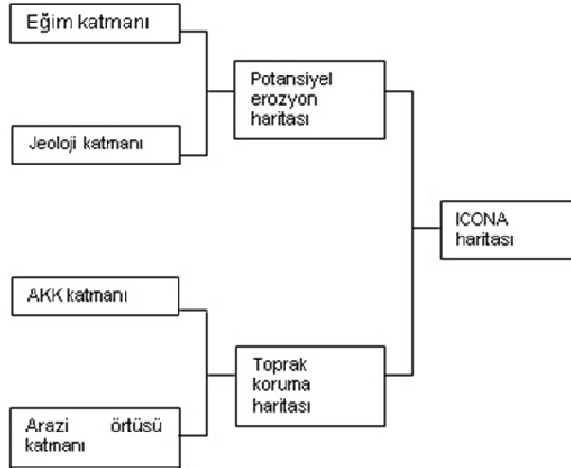 Eğim katmanı
Jeoloji katmanı
Potansiyel
erozyon
haritası
ICONA
haritası
AKK katmanı
Arazi örtüsü
katmanı
Toprak
koruma
haritası